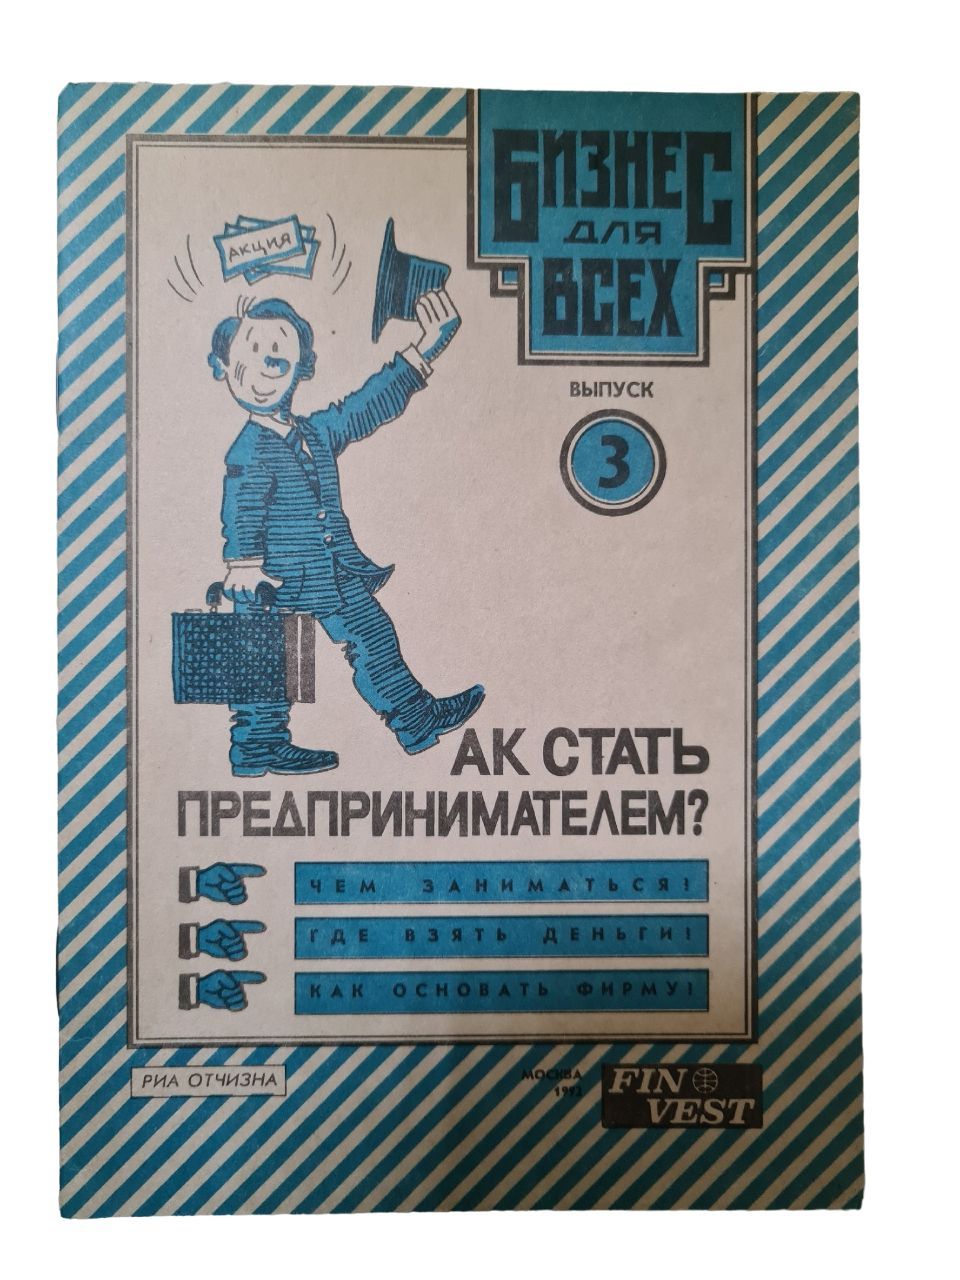 БИЗНЕС
ДЛЯ
ВСЕХ
АКЦИЯ
ВЫПУСК
3
АК СТАТЬ
ПРЕДПРИНИМАТЕЛЕМ?
ЧЕМ ЗАНИМАТЬСЯ!
ГДЕ ВЗЯТЬ ДЕНЬГИ!
КАК ОСНОВАТЬ ФИРМУ!
РИА ОТЧИЗНА
МОСКВА
1992
FIN
VEST